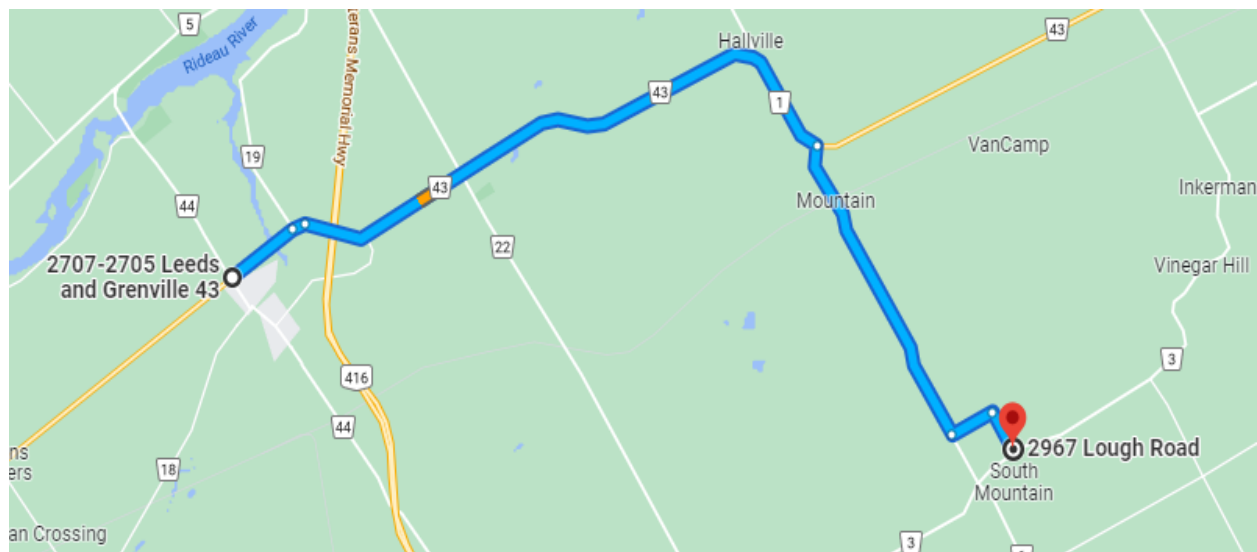 5
Rideau River
terans Memorial Hwy
Hallville
43
43
1
VanCamp
19
Inkerman
43
44
Mountain
22
2707-2705 Leeds
and Grenville 43
Vinegar Hill
3
416
44
2967 Lough Road
South
Mountain
ns
ers
18
an Crossing
3